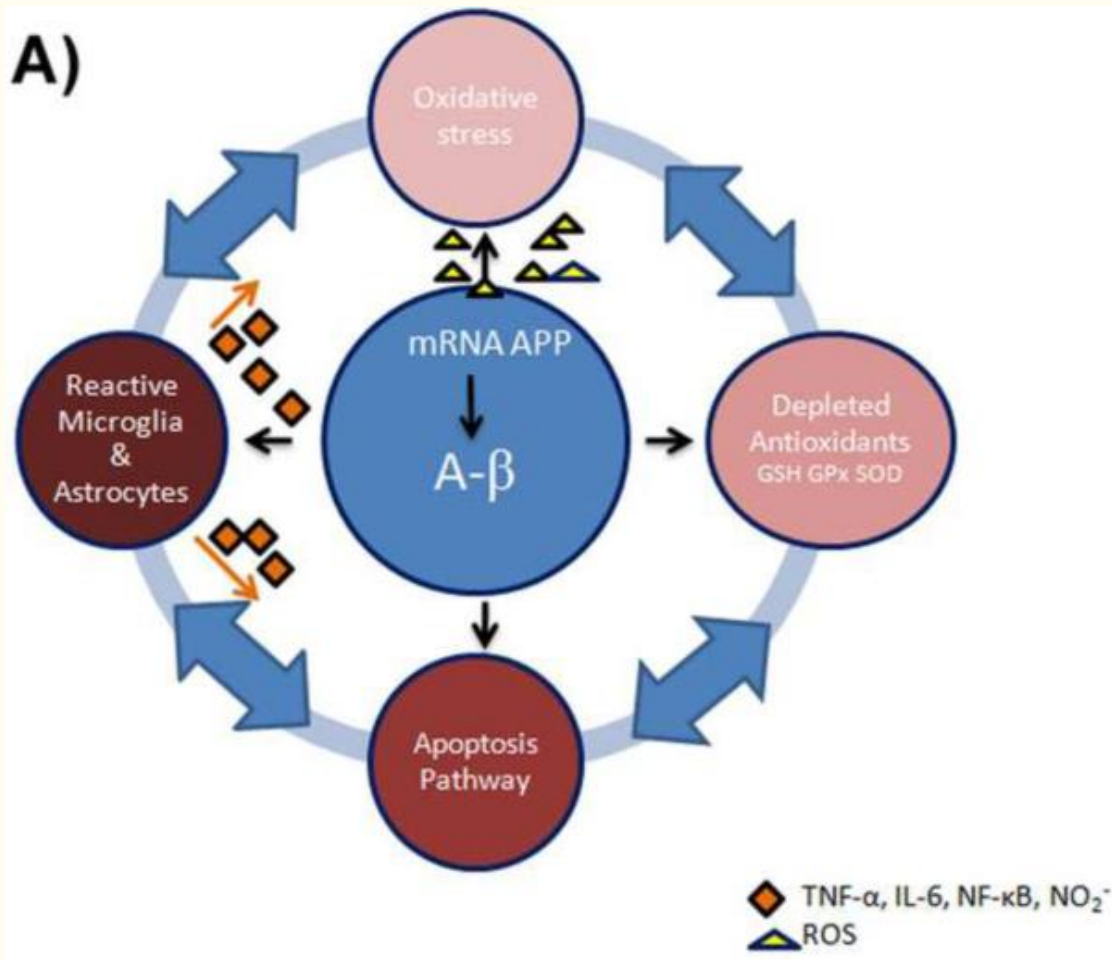 A)
Oxidative
stress
mRNA APP
A-β
Reactive
Microglia
&
Astrocytes
Depleted
Antioxidants
GSH GPx SOD
Apoptosis
Pathway
TNF-α, IL-6, NF-κB, NO₂⁻
ROS